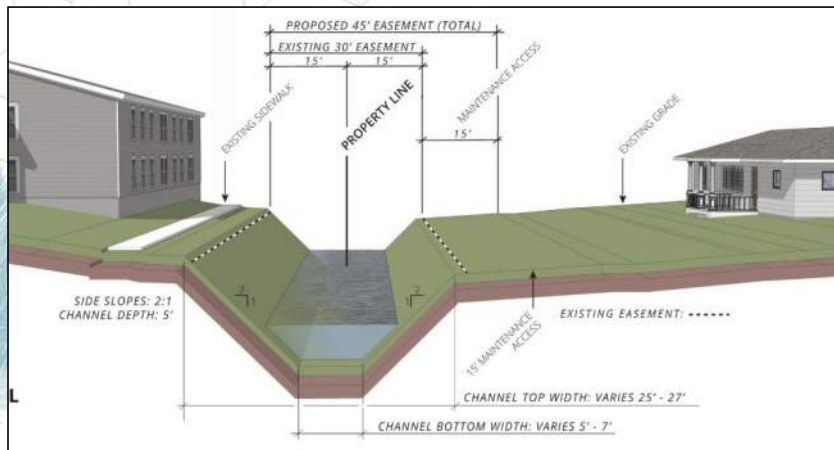 PROPOSED 45' EASEMENT (TOTAL)
EXISTING 30' EASEMENT
15' 15'
EXISTING SIDEWALK
PROPERTY LINE
MAINTENANCE ACCESS
15'
EXISTING GRADE
2
1
2
1
SIDE SLOPES: 2:1
CHANNEL DEPTH: 5'
15' MAINTENANCE
ACCESS
EXISTING EASEMENT:
L
CHANNEL TOP WIDTH: VARIES 25' - 27'
CHANNEL BOTTOM WIDTH: VARIES 5' - 7'